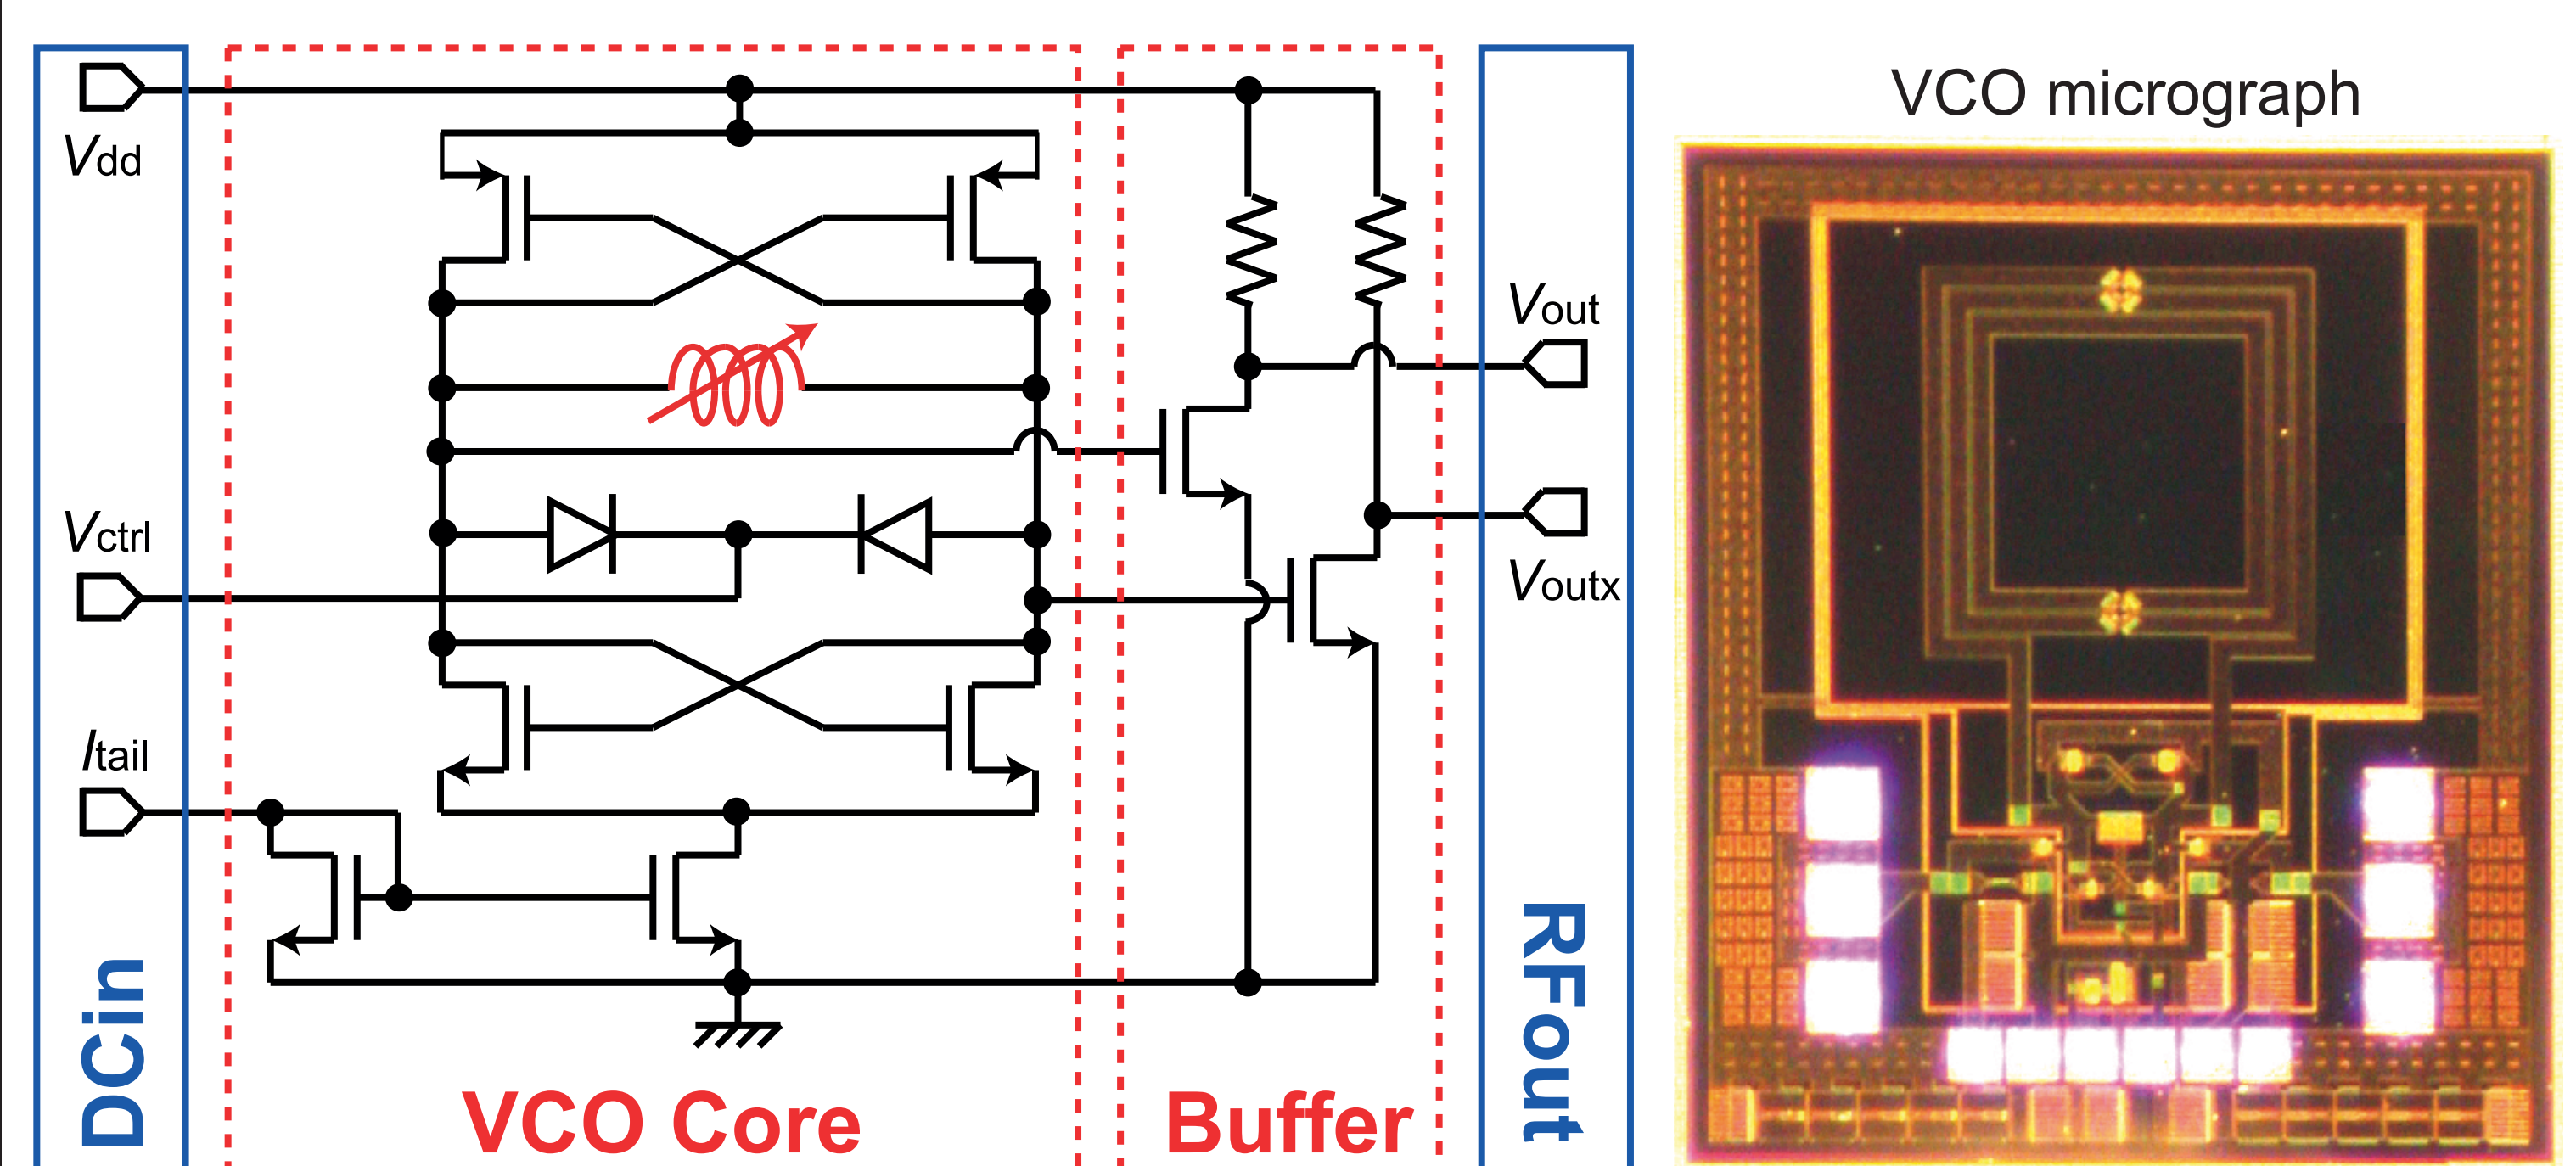 VCO micrograph
Vdd
Vout
Vctrl
Voutx
Itail
DCin
VCO Core
Buffer
RFout